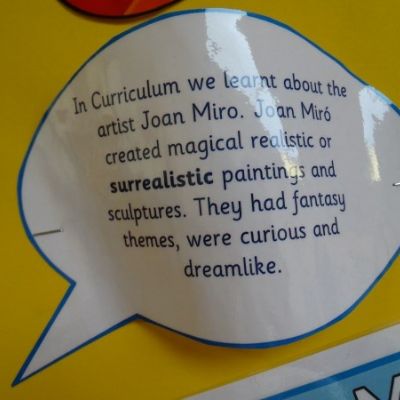 In Curriculum we learnt about the
artist Joan Miro. Joan Miró
created magical realistic or
surrealistic paintings and
sculptures. They had fantasy
themes, were curious and
dreamlike.